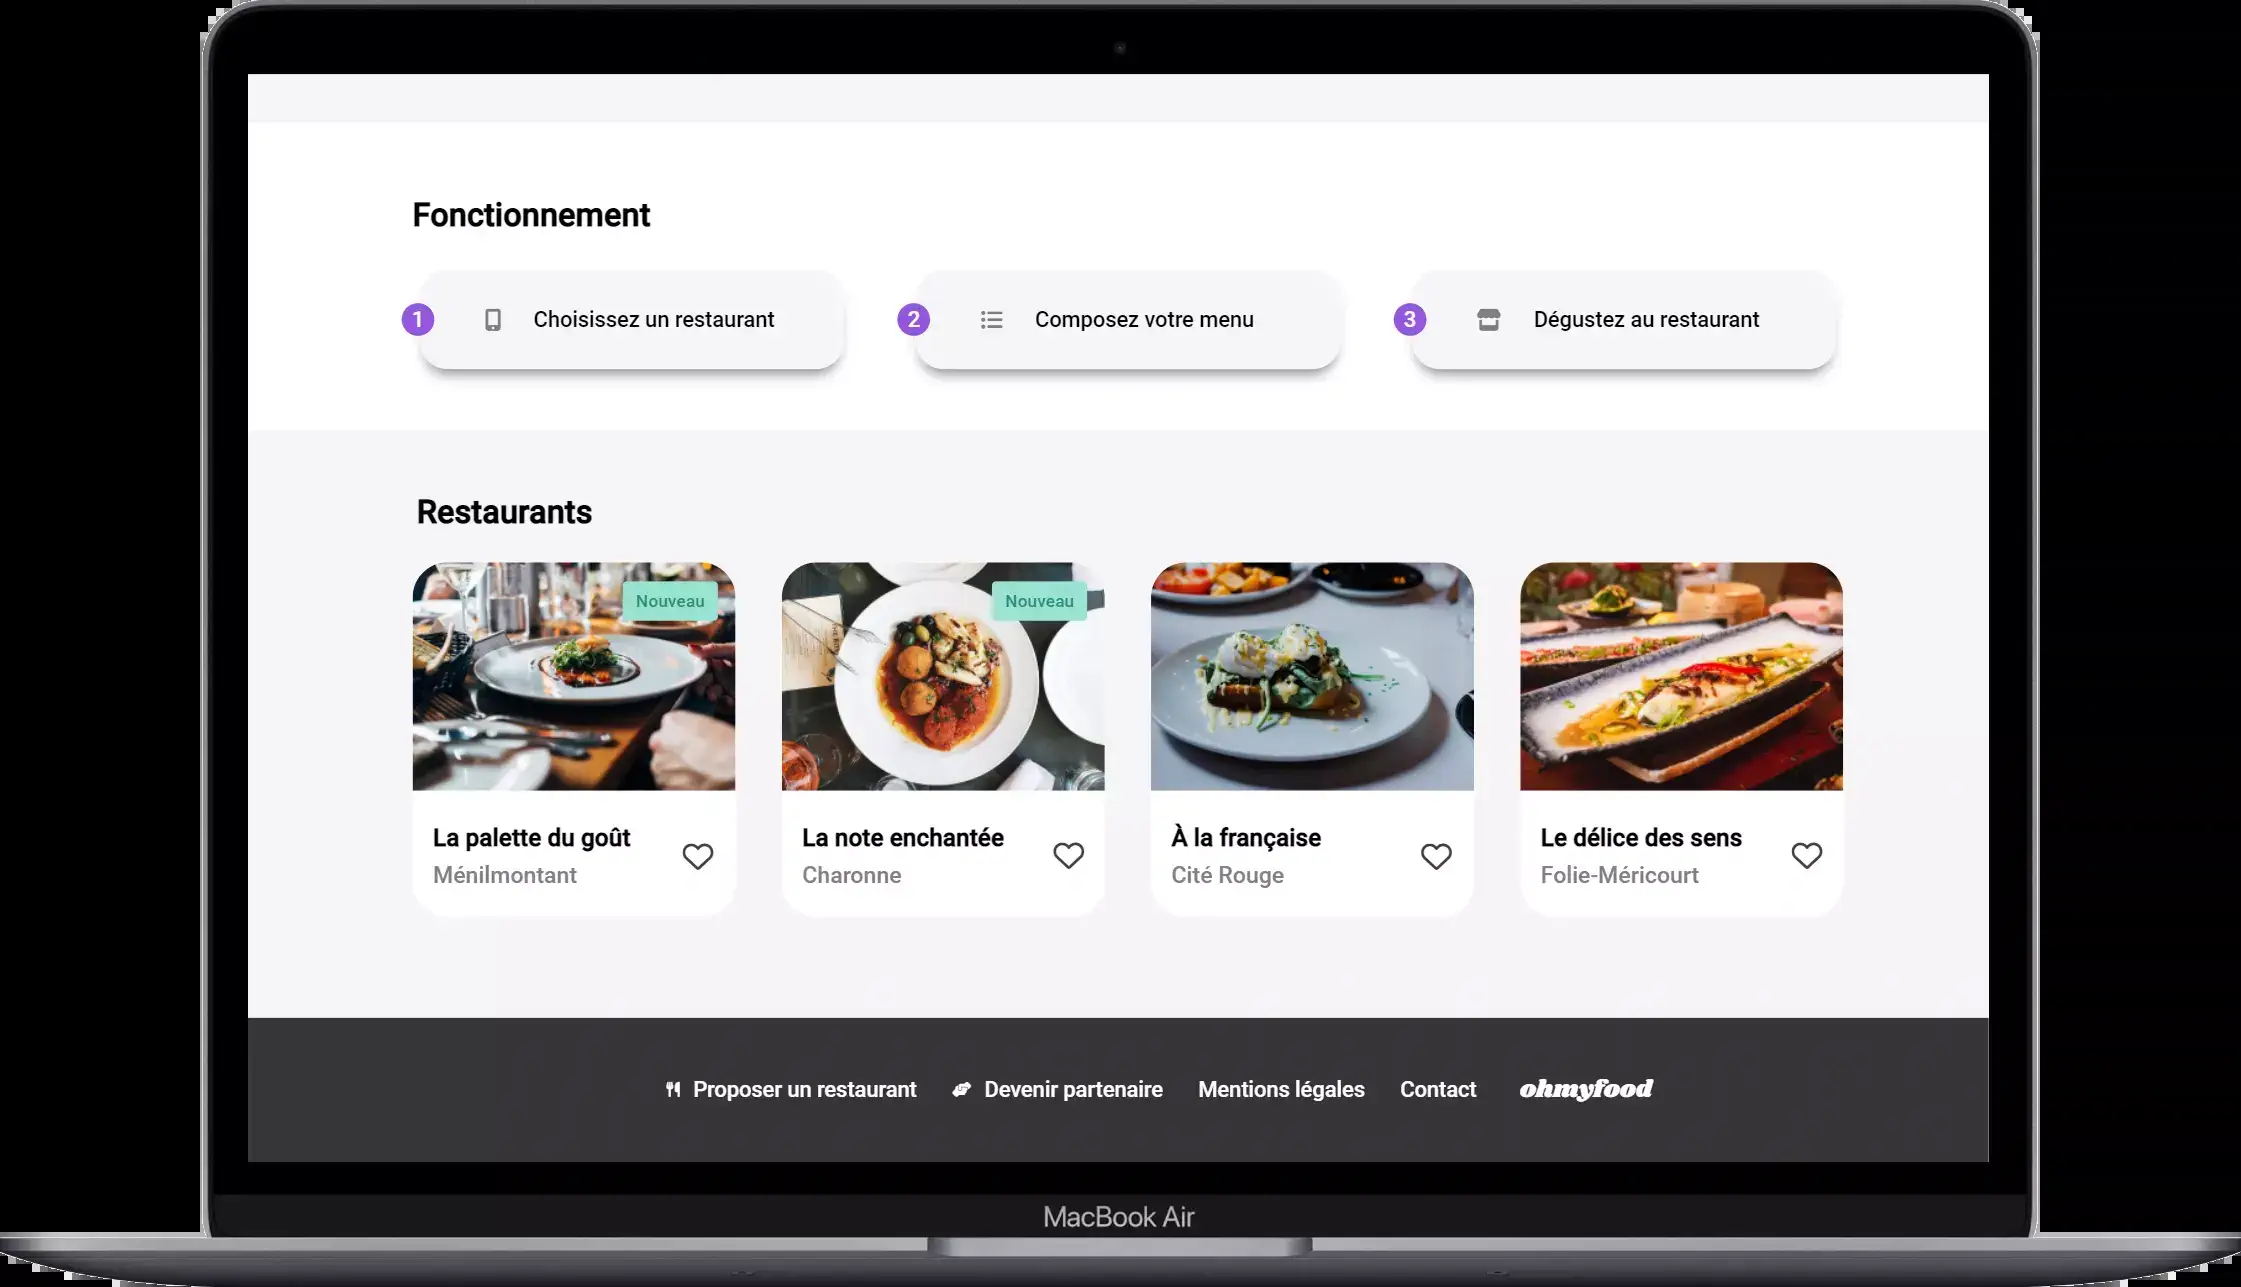 Fonctionnement
1 Choisissez un restaurant
2 Composez votre menu
3 Dégustez au restaurant
Restaurants
Nouveau
Nouveau
La palette du goût
Ménilmontant
La note enchantée
Charonne
À la française
Cité Rouge
Le délice des sens
Folie-Méricourt
Proposer un restaurant Devenir partenaire Mentions légales Contact ohmyfood
MacBook Air